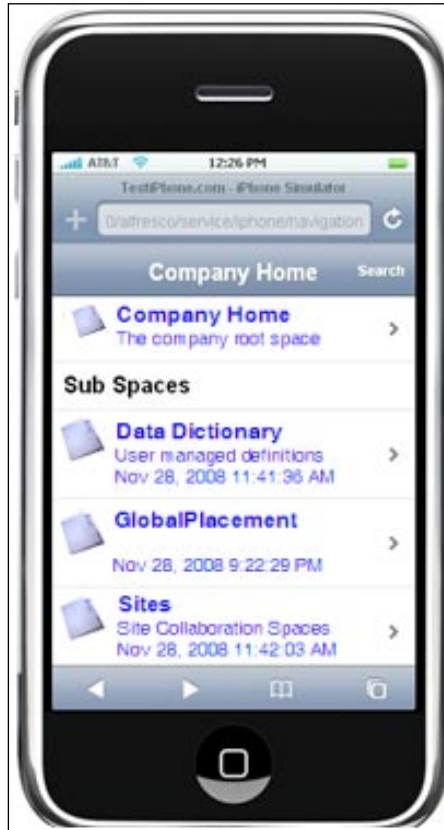 AT&T 12:26 PM
TestiPhone.com - iPhone Simulator
0/alfresco/service/iphone/navigation
Company Home Search
Company Home
The company root space
Sub Spaces
Data Dictionary
User managed definitions
Nov 28, 2008 11:41:36 AM
GlobalPlacement
Nov 28, 2008 9:22:29 PM
Sites
Site Collaboration Spaces
Nov 28, 2008 11:42:03 AM